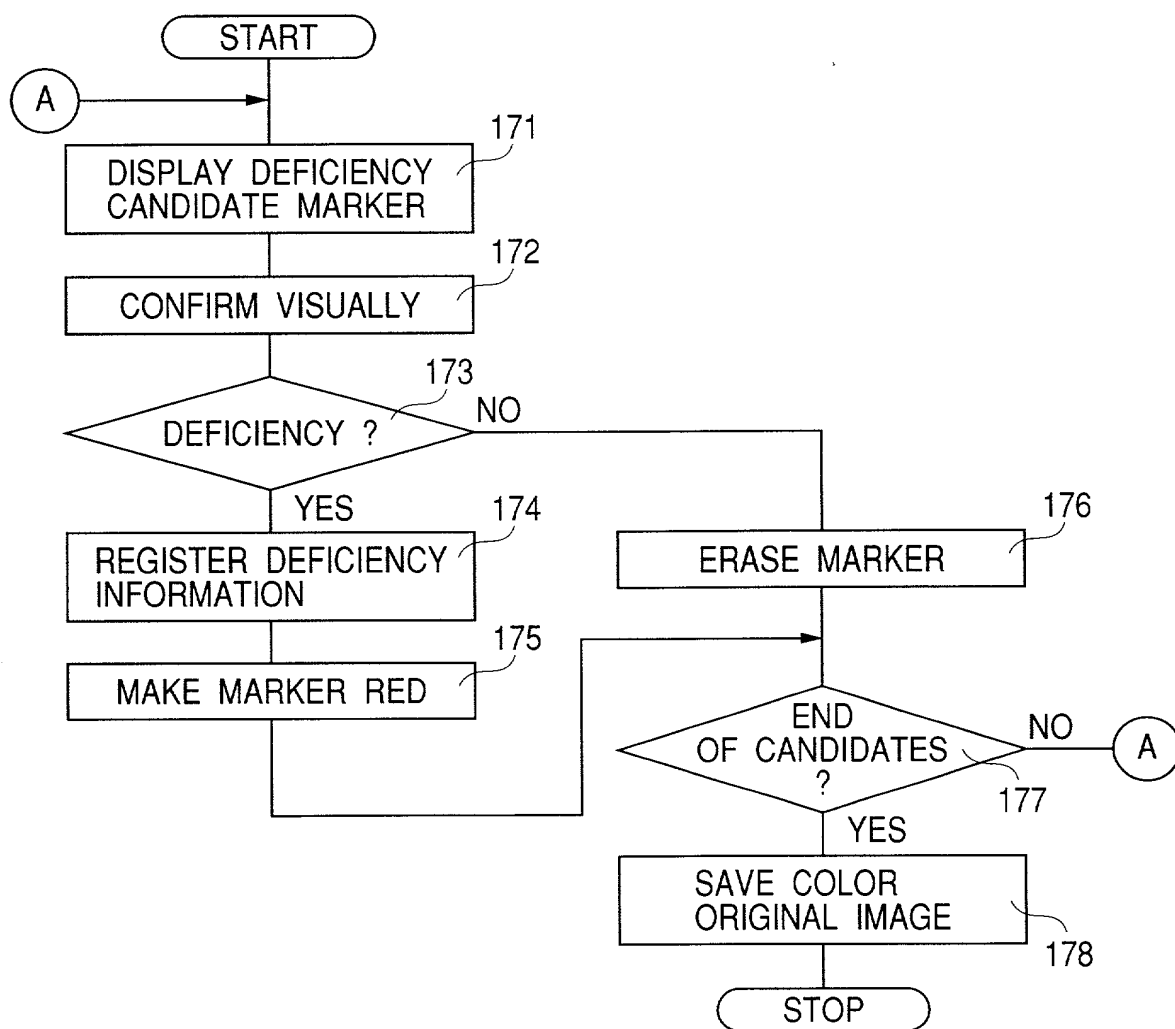 START
A
171
DISPLAY DEFICIENCY
CANDIDATE MARKER
172
CONFIRM VISUALLY
173
DEFICIENCY ?
NO
YES
174
REGISTER DEFICIENCY
INFORMATION
175
MAKE MARKER RED
176
ERASE MARKER
END
OF CANDIDATES
?
177
NO
A
YES
SAVE COLOR
ORIGINAL IMAGE
178
STOP